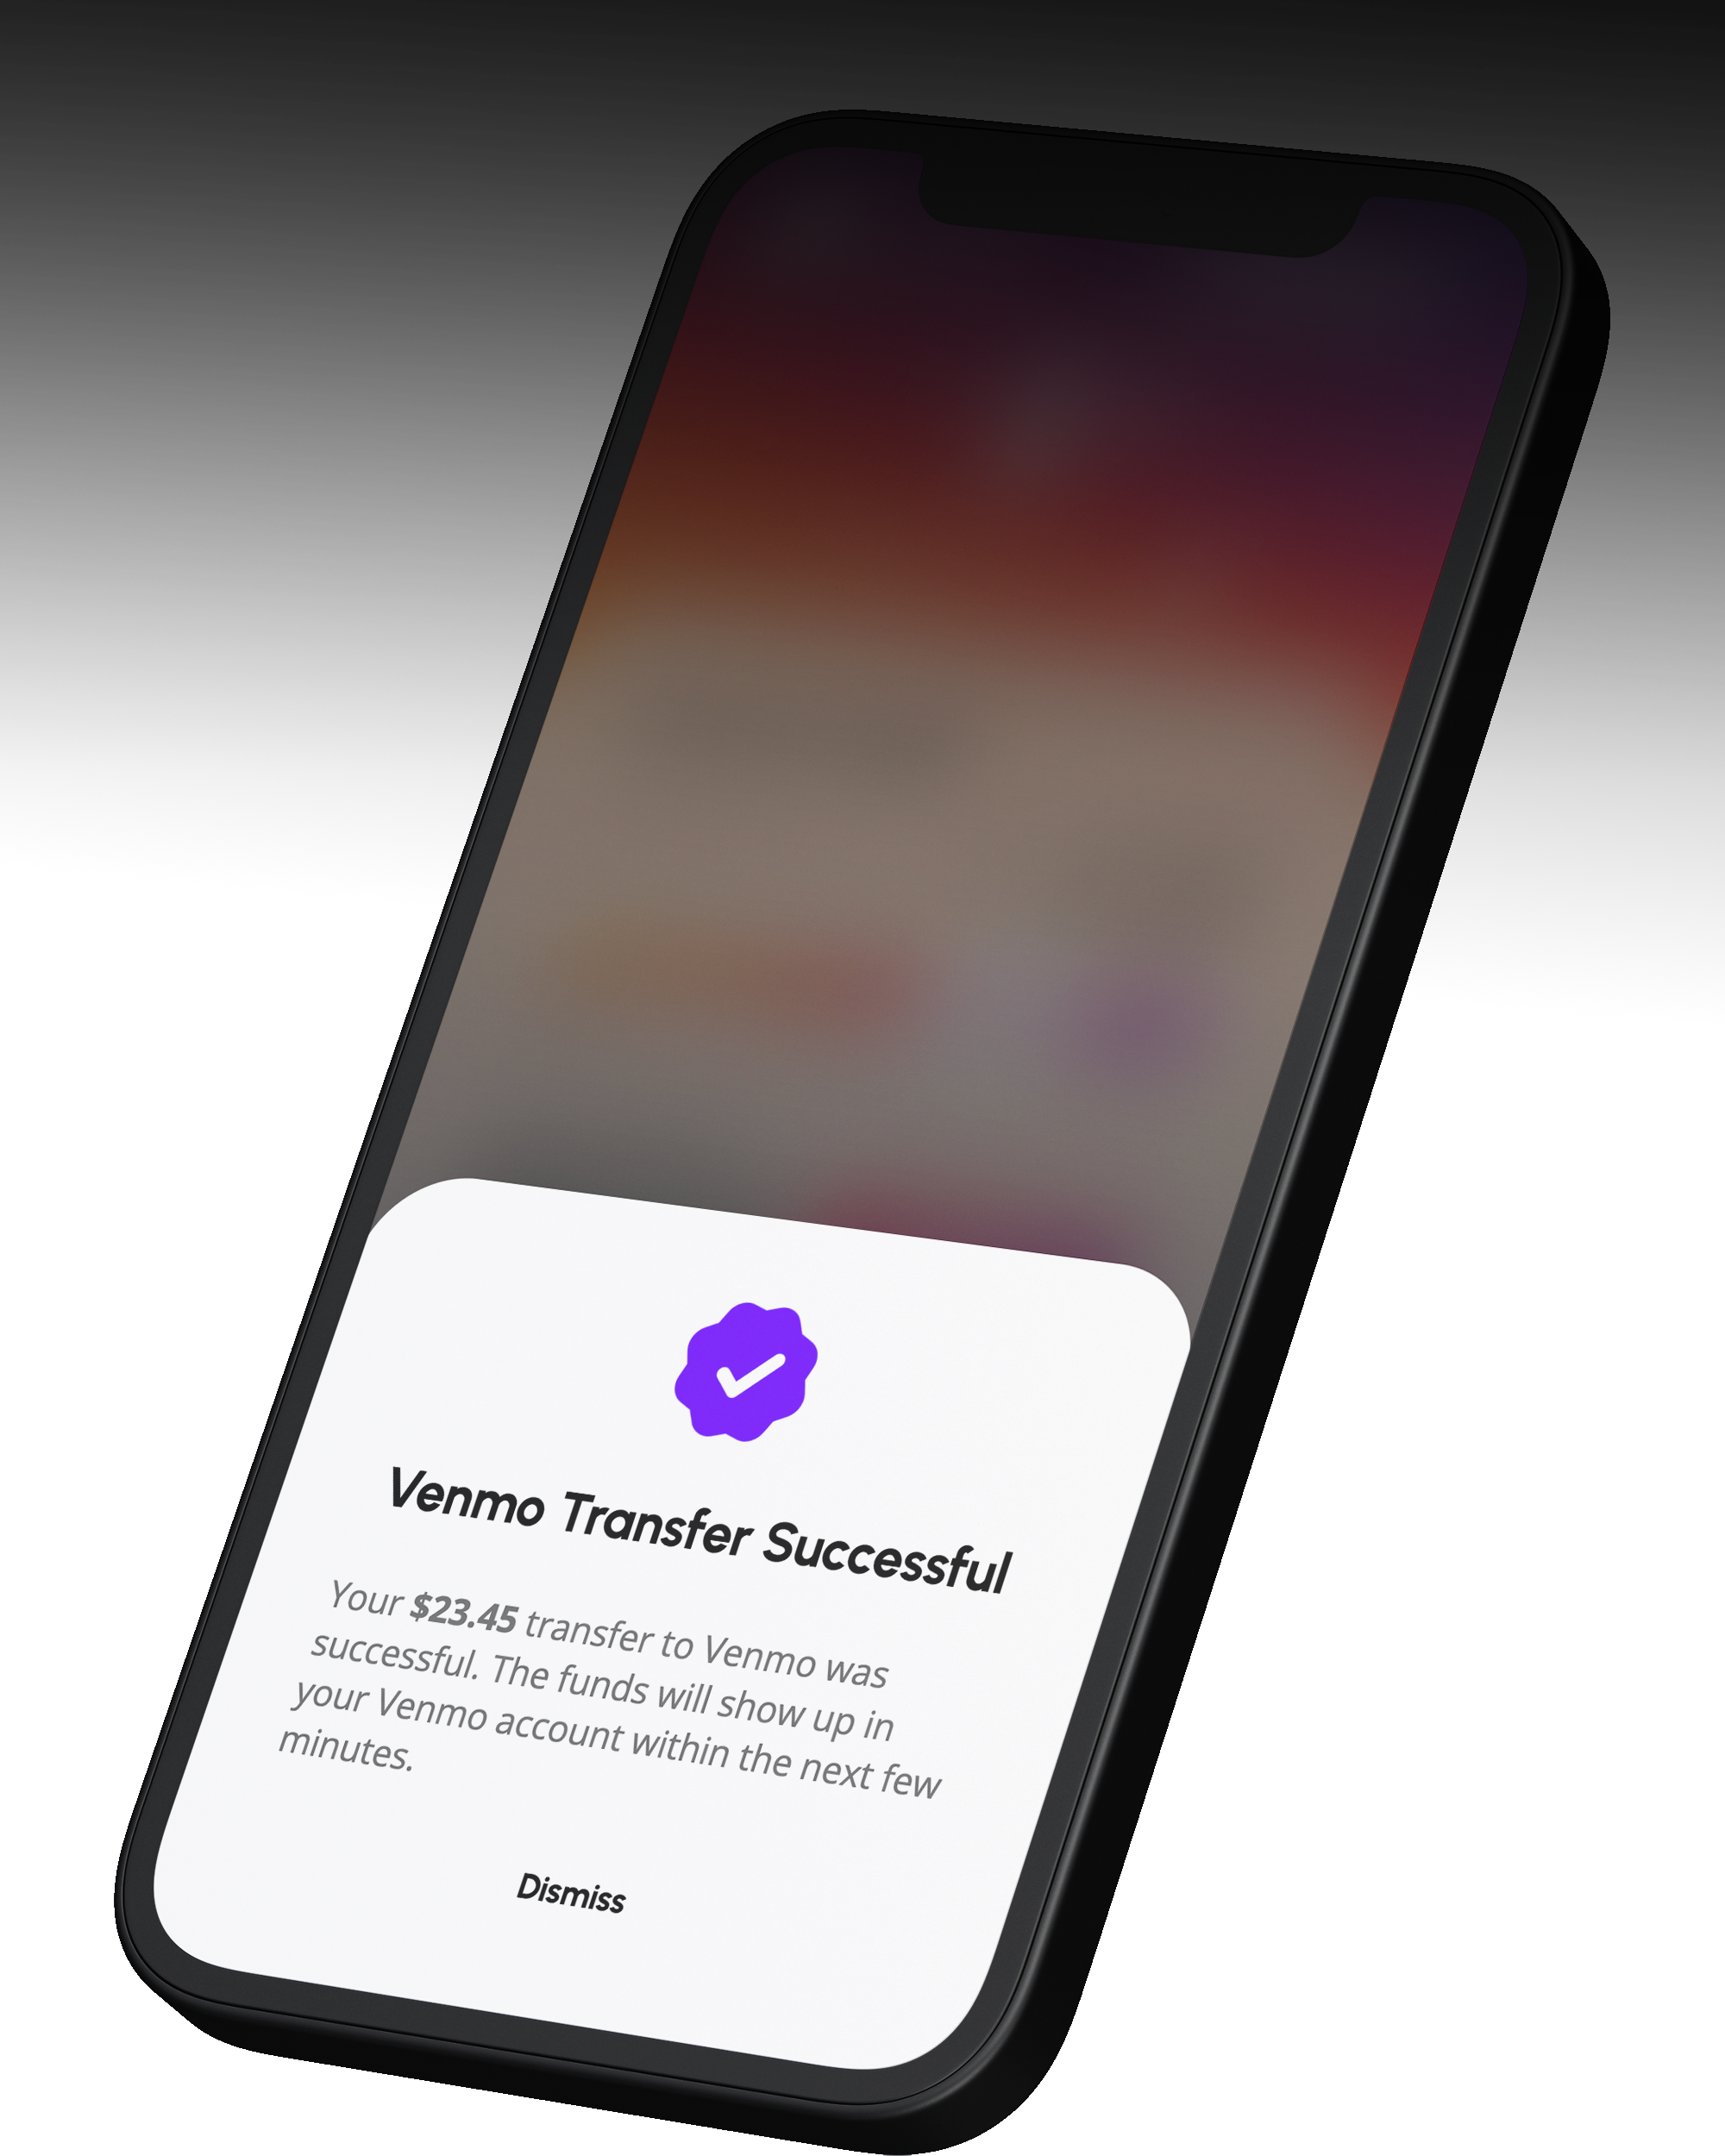 Venmo Transfer Successful
Your $23.45 transfer to Venmo was
successful. The funds will show up in
your Venmo account within the next few
minutes.
Dismiss